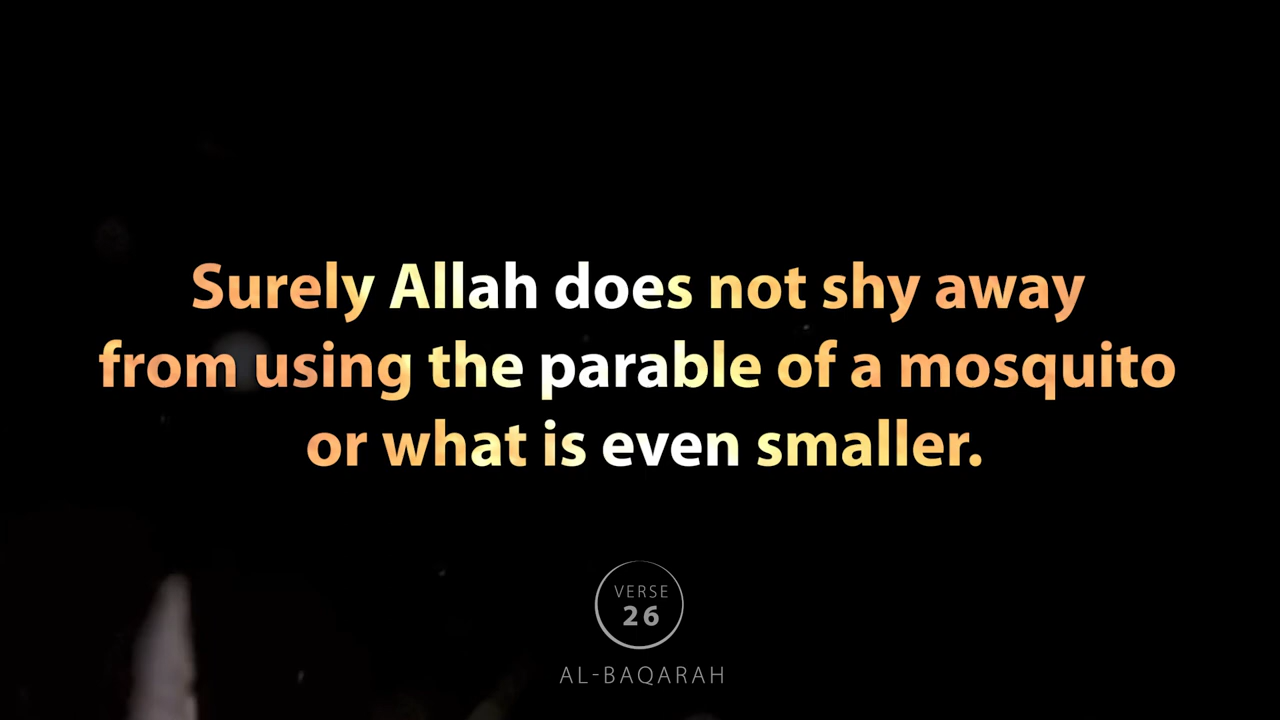 Surely Allah does not shy away
from using the parable of a mosquito
or what is even smaller.
VERSE
26
AL-BAQARAH